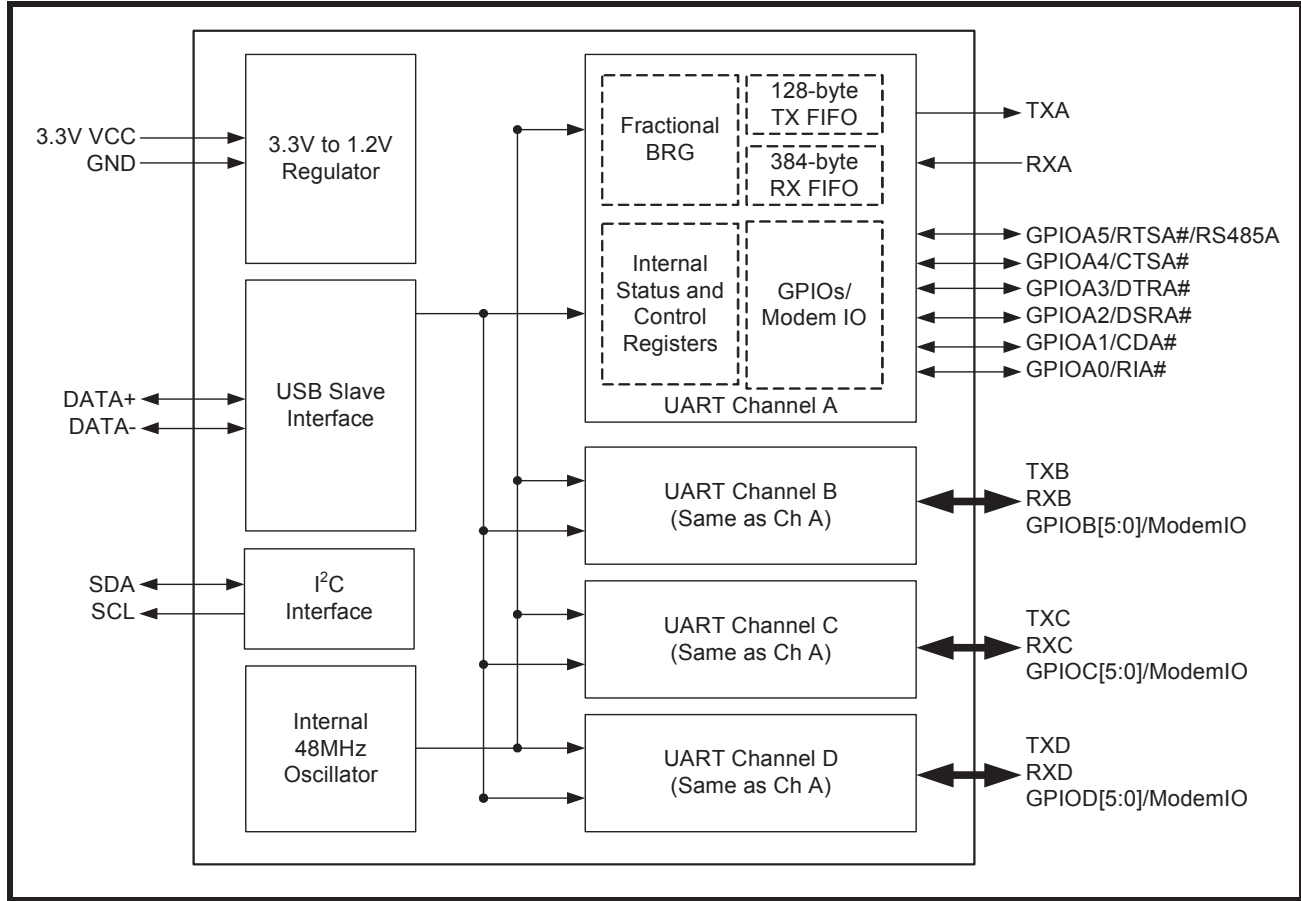 3.3V VCC
GND
3.3V to 1.2V
Regulator
DATA+
DATA-
USB Slave
Interface
SDA
SCL
I²C
Interface
Internal
48MHz
Oscillator
Fractional
BRG
128-byte
TX FIFO
384-byte
RX FIFO
Internal
Status and
Control
Registers
GPIOs/
Modem IO
UART Channel A
TXA
RXA
GPIOA5/RTSA#/RS485A
GPIOA4/CTSA#
GPIOA3/DTRA#
GPIOA2/DSRA#
GPIOA1/CDA#
GPIOA0/RIA#
UART Channel B
(Same as Ch A)
TXB
RXB
GPIOB[5:0]/ModemIO
UART Channel C
(Same as Ch A)
TXC
RXC
GPIOC[5:0]/ModemIO
UART Channel D
(Same as Ch A)
TXD
RXD
GPIOD[5:0]/ModemIO